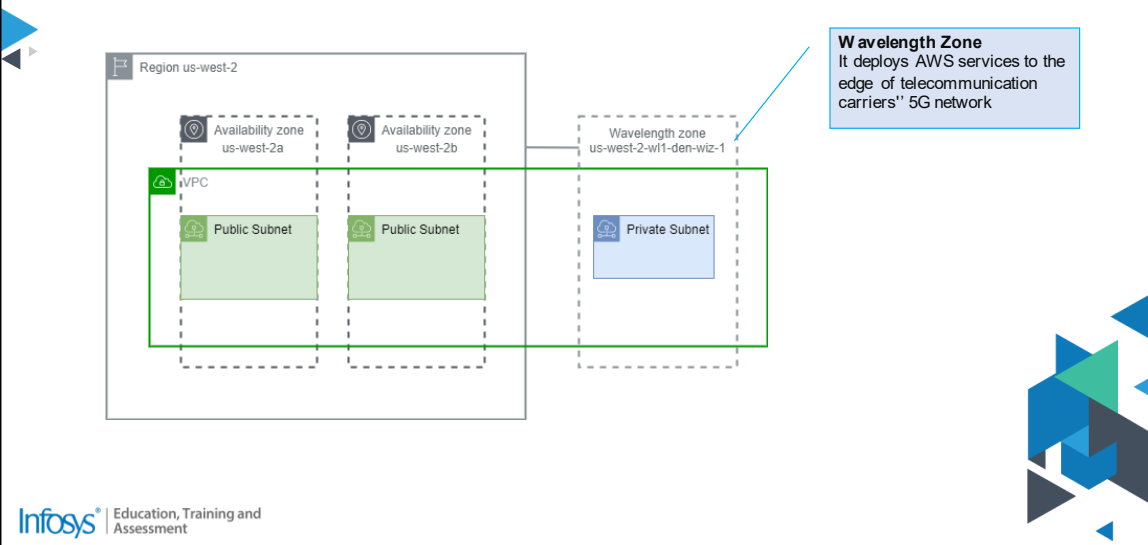 Wavelength Zone
It deploys AWS services to the
edge of telecommunication
carriers'' 5G network
Region us-west-2
Availability zone
us-west-2a
Availability zone
us-west-2b
Wavelength zone
us-west-2-wl1-den-wiz-1
VPC
Public Subnet
Public Subnet
Private Subnet
Infosys®
Education, Training and
Assessment